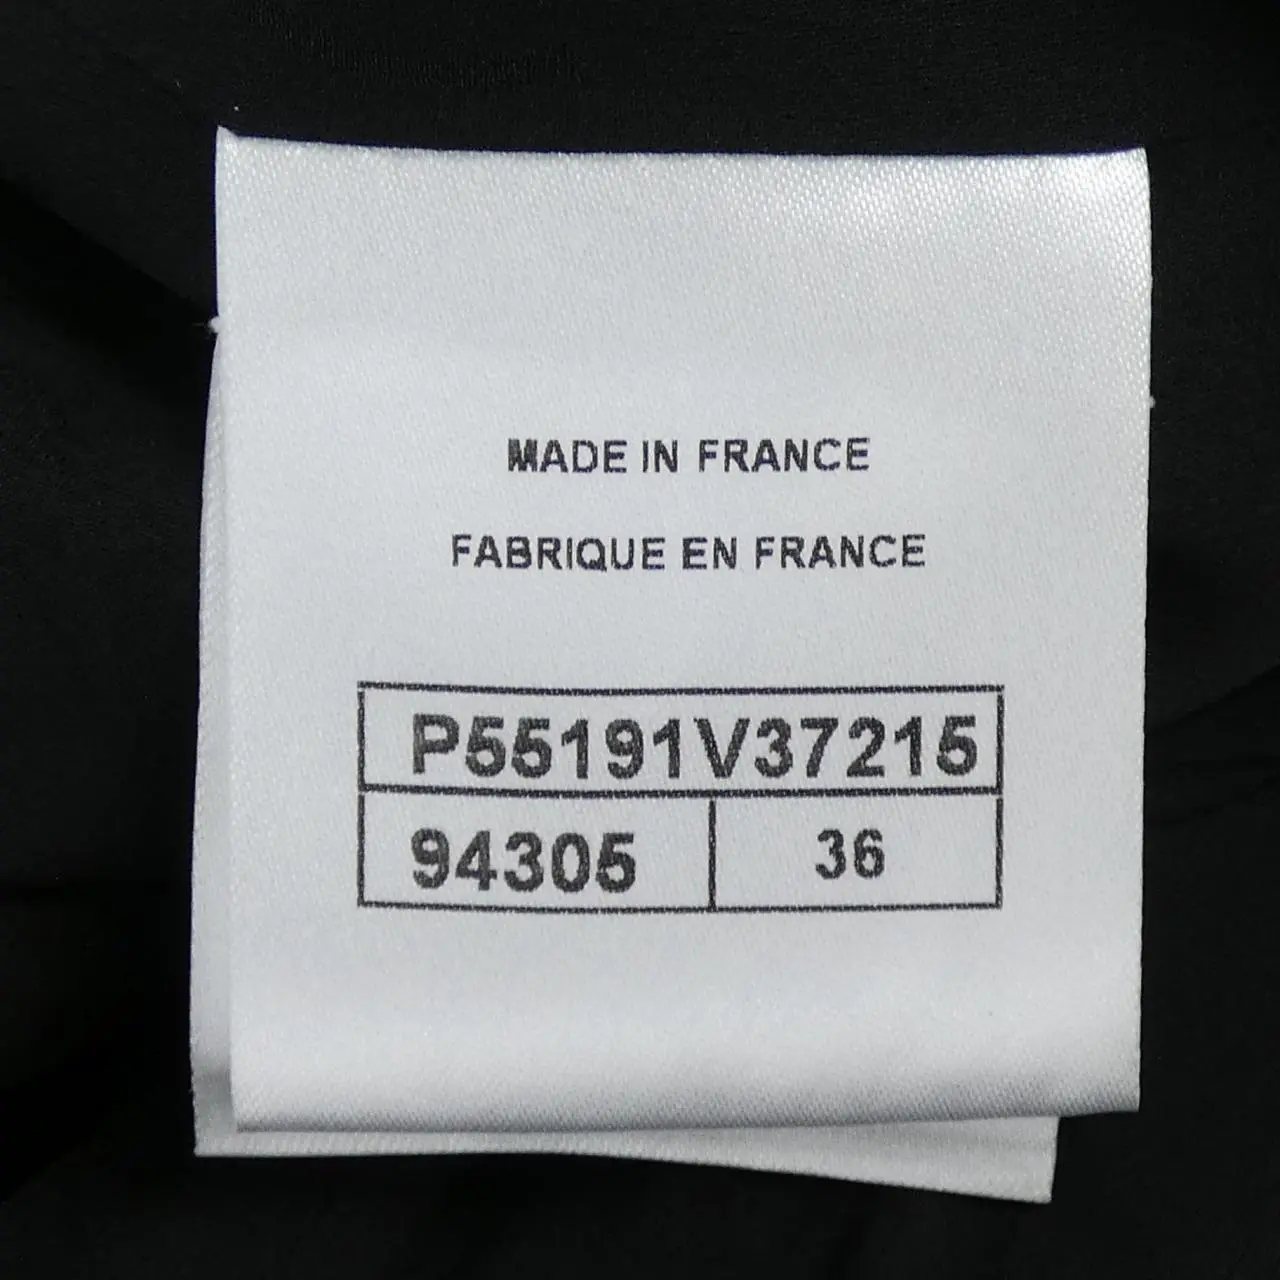 MADE IN FRANCE
FABRIQUE EN FRANCE
P55191V37215
94305 36